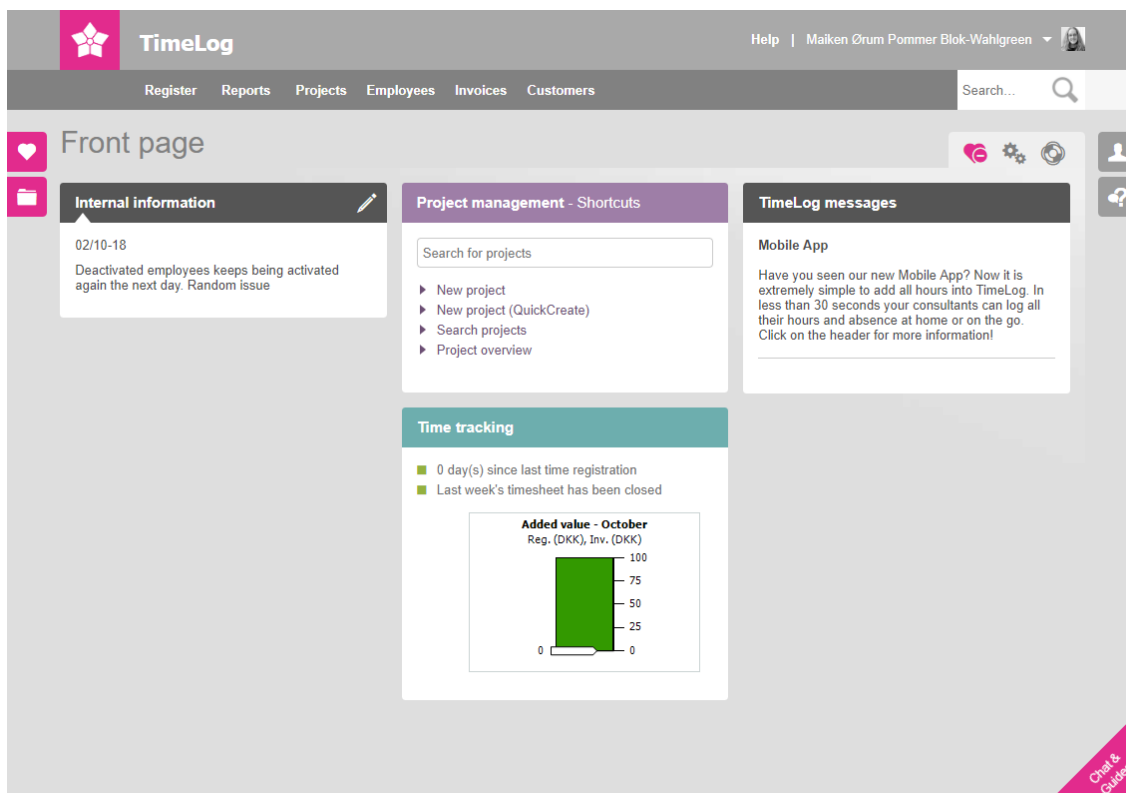 TimeLog
Help | Maiken Ørum Pommer Blok-Wahlgreen
Register Reports Projects Employees Invoices Customers
Search...
Front page
Internal information
02/10-18
Deactivated employees keeps being activated
again the next day. Random issue
Project management - Shortcuts
Search for projects
New project
New project (QuickCreate)
Search projects
Project overview
TimeLog messages
Mobile App
Have you seen our new Mobile App? Now it is
extremely simple to add all hours into TimeLog. In
less than 30 seconds your consultants can log all
their hours and absence at home or on the go.
Click on the header for more information!
Time tracking
0 day(s) since last time registration
Last week's timesheet has been closed
Added value - October
Reg. (DKK), Inv. (DKK)
100
75
50
25
0 0
Chat &
Guides